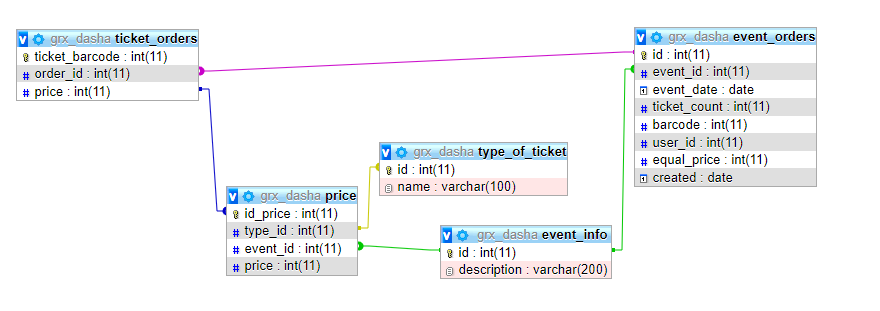 grx_dasha ticket_orders
ticket_barcode : int(11)
order_id : int(11)
price : int(11)
grx_dasha event_orders
id : int(11)
event_id : int(11)
event_date : date
ticket_count : int(11)
barcode : int(11)
user_id : int(11)
equal_price : int(11)
created : date
grx_dasha type_of_ticket
id : int(11)
name : varchar(100)
grx_dasha price
id_price : int(11)
type_id : int(11)
event_id : int(11)
price : int(11)
grx_dasha event_info
id : int(11)
description : varchar(200)